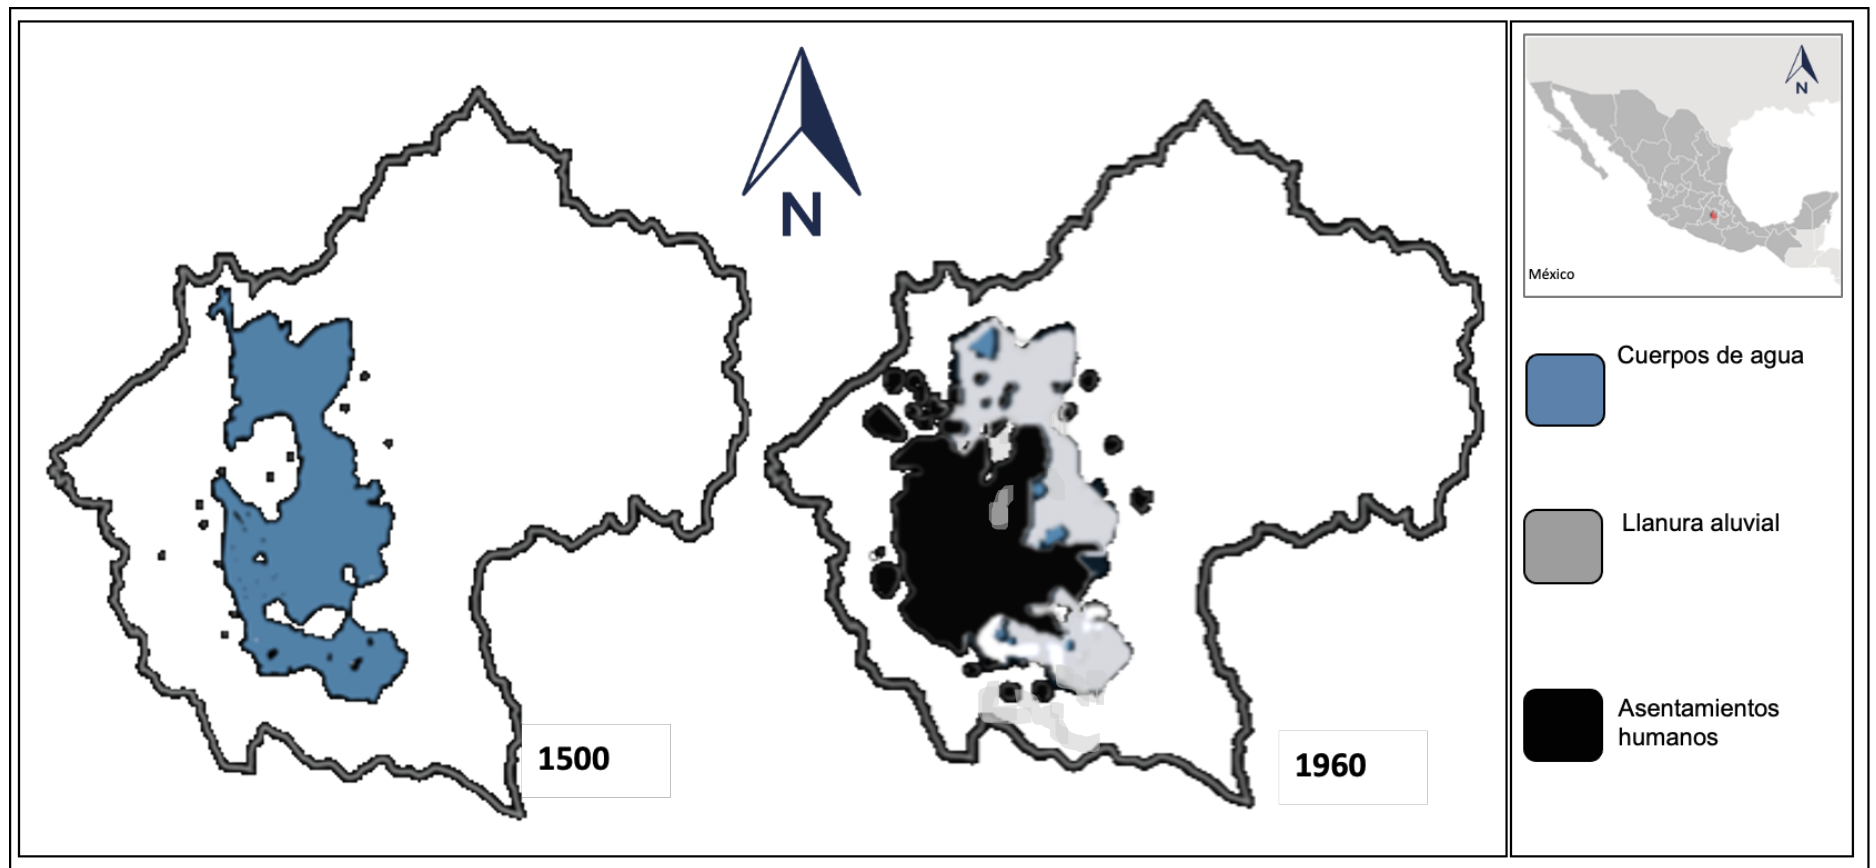 N
1500
1960
N
México
Cuerpos de agua
Llanura aluvial
Asentamientos
humanos